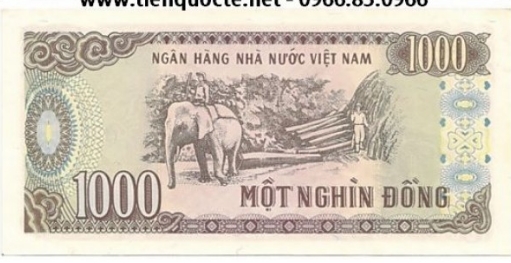 www.tienquocte.net - 0966.85.0966
NGÂN HÀNG NHÀ NƯỚC VIỆT NAM
1000
1000
MỘT NGHÌN ĐỒNG